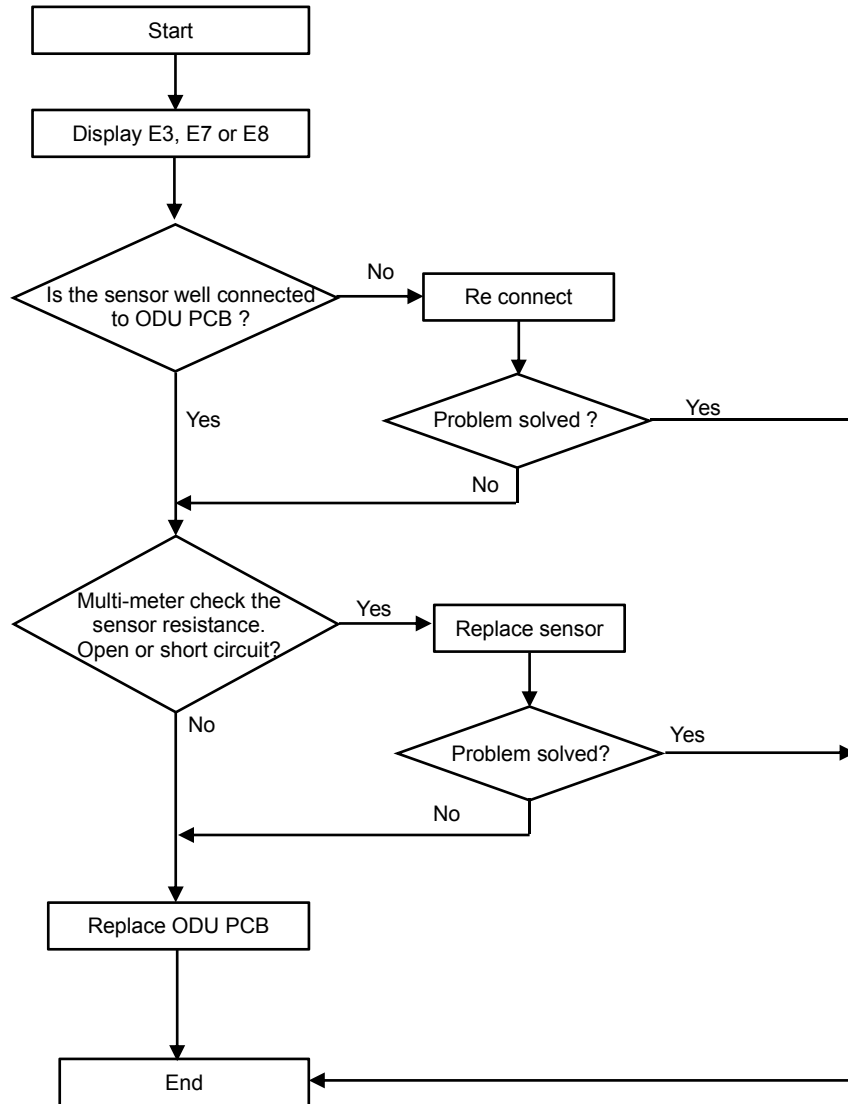 Start
Display E3, E7 or E8
Is the sensor well connected
to ODU PCB ?
No
Re connect
Yes
Problem solved ?
Yes
No
Multi-meter check the
sensor resistance.
Open or short circuit?
Yes
Replace sensor
No
Problem solved?
Yes
No
Replace ODU PCB
End